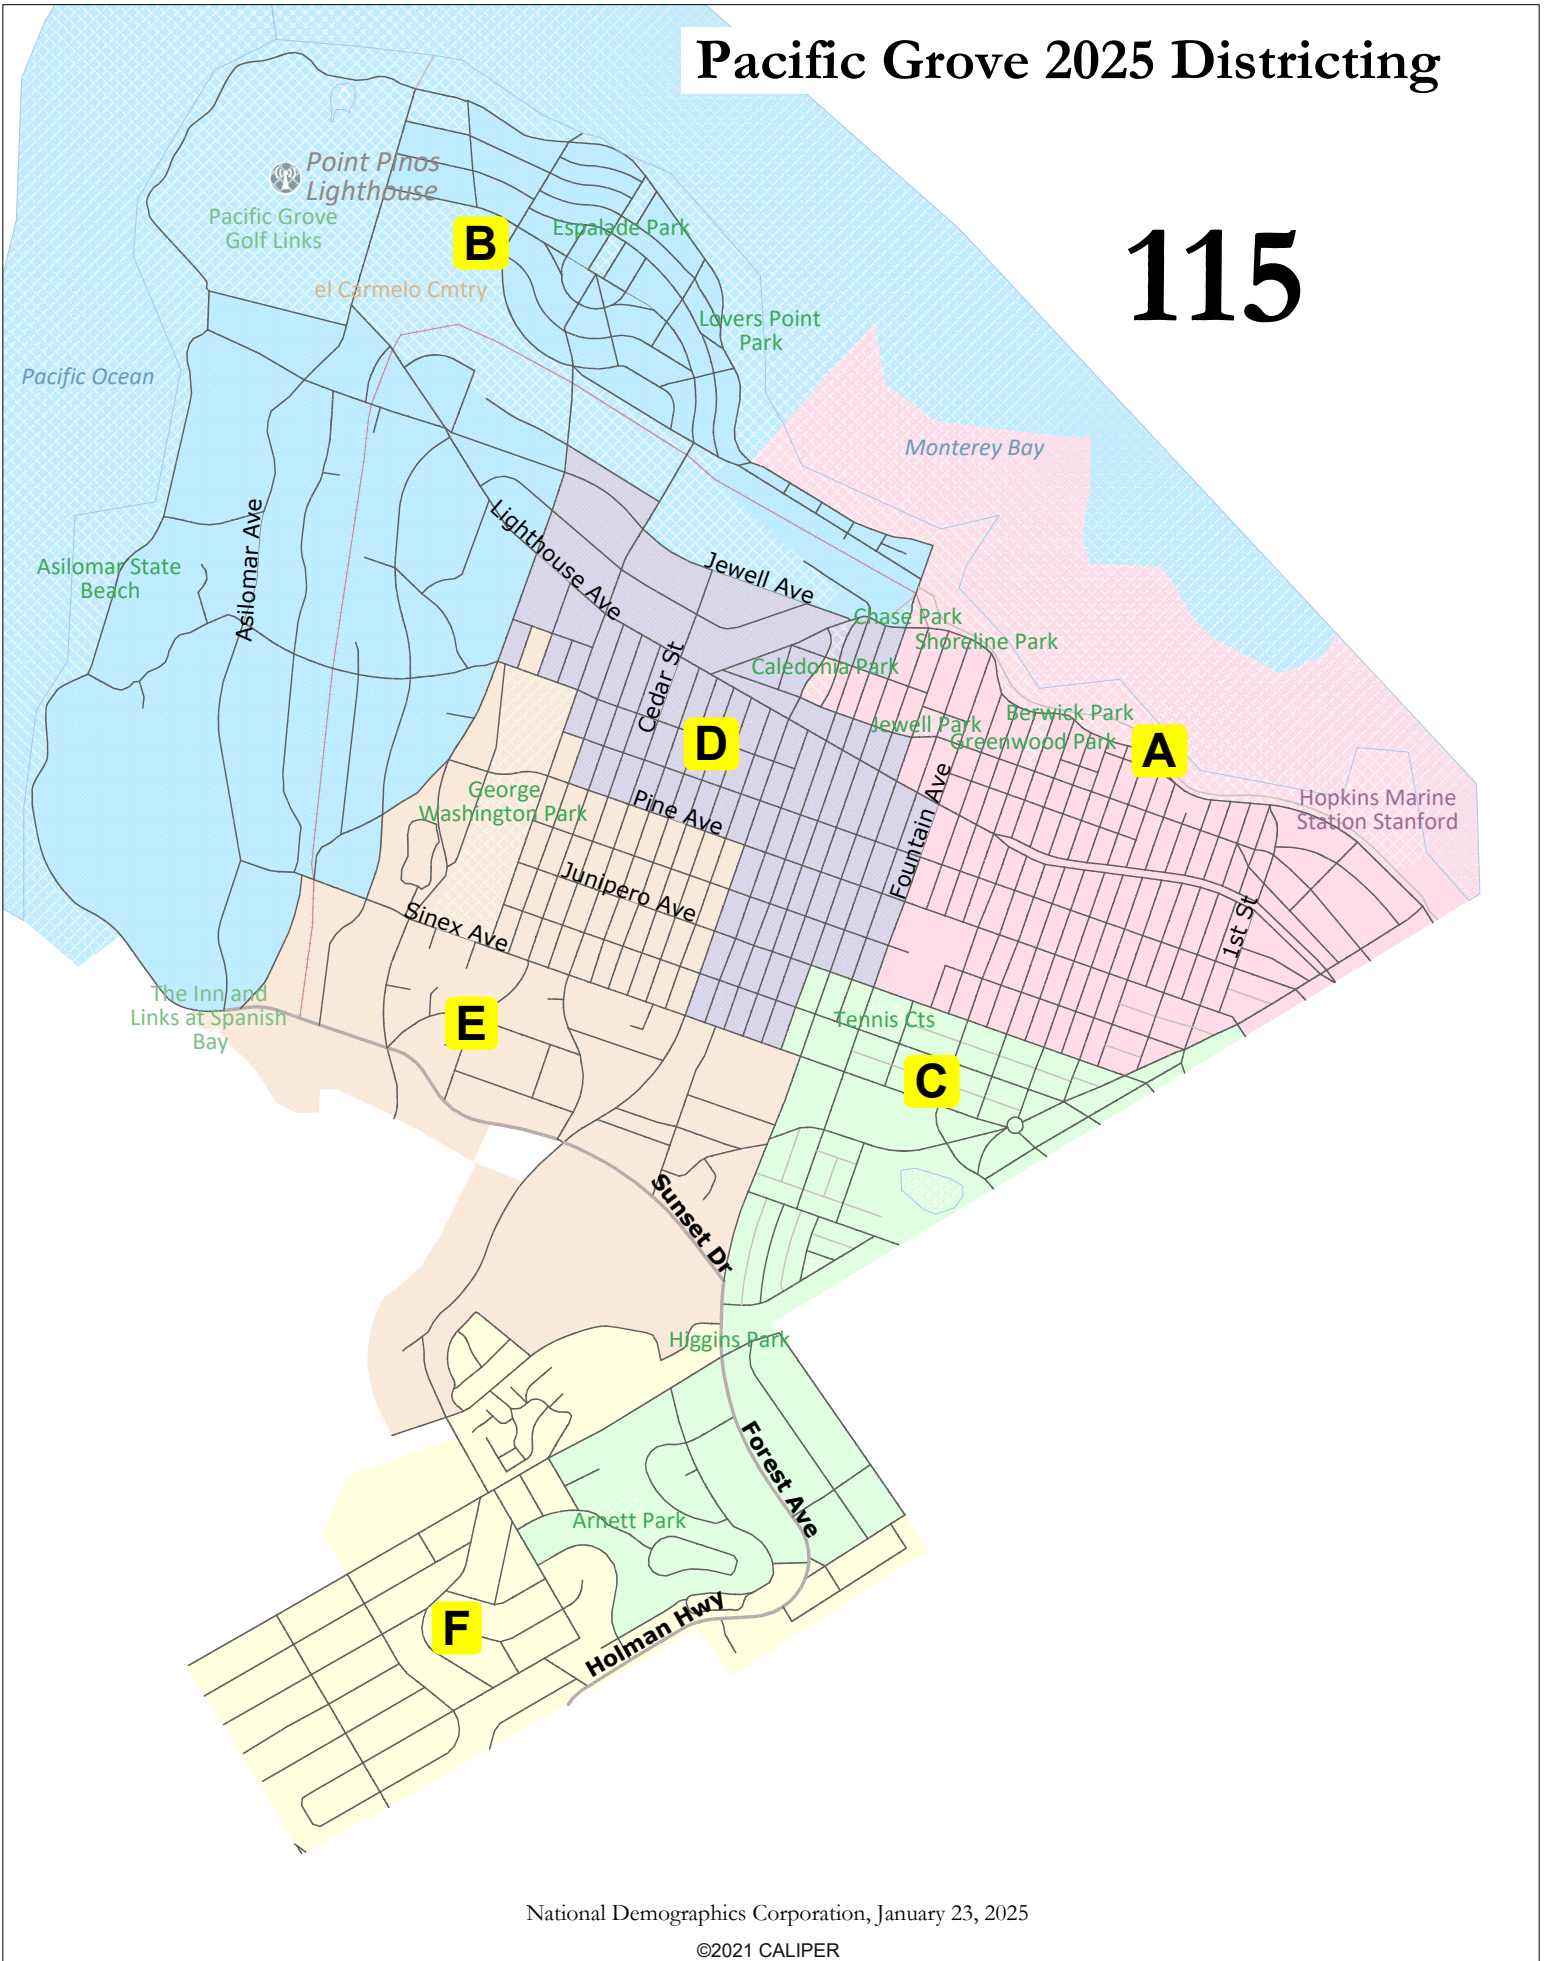 Pacific Grove 2025 Districting
115
Point Pinos
Lighthouse
Pacific Grove
Golf Links
B
Espalade Park
el Carmelo Cmtry
Lovers Point
Park
Pacific Ocean
Monterey Bay
Lighthouse Ave
Asilomar Ave
Jewell Ave
Asilomar State
Beach
Chase Park
Shoreline Park
Caledonia Park
Cedar St
Berwick Park
Jewell Park
Greenwood Park
D
A
George
Washington Park
Pine Ave
Fountain Ave
Hopkins Marine
Station Stanford
Junipero Ave
Sinex Ave
1st St
The Inn and
Links at Spanish
Bay
E
Tennis Cts
C
Sunset Dr
Higgins Park
Forest Ave
Arnett Park
F
Holman Hwy
National Demographics Corporation, January 23, 2025
©2021 CALIPER